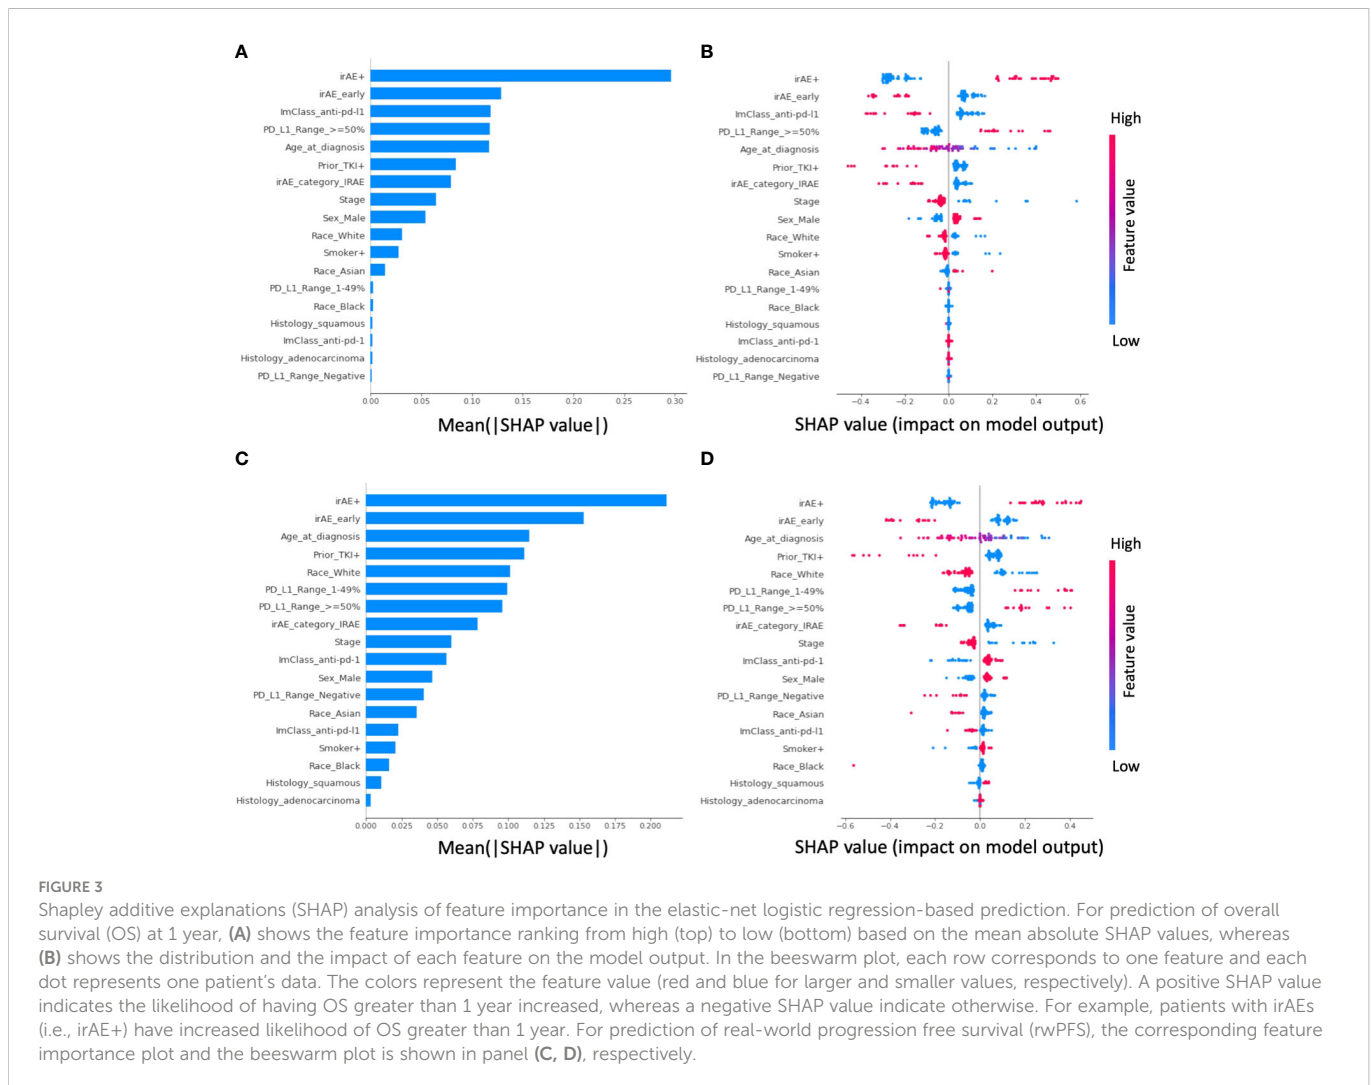 A
irAE+
irAE_early
ImClass_anti-pd-l1
PD_L1_Range_>=50%
Age_at_diagnosis
Prior_TKI+
irAE_category_IRAE
Stage
Sex_Male
Race_White
Smoker+
Race_Asian
PD_L1_Range_1-49%
Race_Black
Histology_squamous
ImClass_anti-pd-1
Histology_adenocarcinoma
PD_L1_Range_Negative
0.00 0.05 0.10 0.15 0.20 0.25 0.30
Mean(|SHAP value|)
B
irAE+
irAE_early
ImClass_anti-pd-l1
PD_L1_Range_>=50%
Age_at_diagnosis
Prior_TKI+
irAE_category_IRAE
Stage
Sex_Male
Race_White
Smoker+
Race_Asian
PD_L1_Range_1-49%
Race_Black
Histology_squamous
ImClass_anti-pd-1
Histology_adenocarcinoma
PD_L1_Range_Negative
−0.4 −0.2 0.0 0.2 0.4 0.6
SHAP value (impact on model output)
High
Feature value
Low
C
irAE+
irAE_early
Age_at_diagnosis
Prior_TKI+
Race_White
PD_L1_Range_1-49%
PD_L1_Range_>=50%
irAE_category_IRAE
Stage
ImClass_anti-pd-1
Sex_Male
PD_L1_Range_Negative
Race_Asian
ImClass_anti-pd-l1
Smoker+
Race_Black
Histology_squamous
Histology_adenocarcinoma
0.000 0.025 0.050 0.075 0.100 0.125 0.150 0.175 0.200
Mean(|SHAP value|)
D
irAE+
irAE_early
Age_at_diagnosis
Prior_TKI+
Race_White
PD_L1_Range_1-49%
PD_L1_Range_>=50%
irAE_category_IRAE
Stage
ImClass_anti-pd-1
Sex_Male
PD_L1_Range_Negative
Race_Asian
ImClass_anti-pd-l1
Smoker+
Race_Black
Histology_squamous
Histology_adenocarcinoma
−0.6 −0.4 −0.2 0.0 0.2 0.4
SHAP value (impact on model output)
High
Feature value
Low
FIGURE 3
Shapley additive explanations (SHAP) analysis of feature importance in the elastic-net logistic regression-based prediction. For prediction of overall
survival (OS) at 1 year, (A) shows the feature importance ranking from high (top) to low (bottom) based on the mean absolute SHAP values, whereas
(B) shows the distribution and the impact of each feature on the model output. In the beeswarm plot, each row corresponds to one feature and each
dot represents one patient's data. The colors represent the feature value (red and blue for larger and smaller values, respectively). A positive SHAP value
indicates the likelihood of having OS greater than 1 year increased, whereas a negative SHAP value indicate otherwise. For example, patients with irAEs
(i.e., irAE+) have increased likelihood of OS greater than 1 year. For prediction of real-world progression free survival (rwPFS), the corresponding feature
importance plot and the beeswarm plot is shown in panel (C, D), respectively.